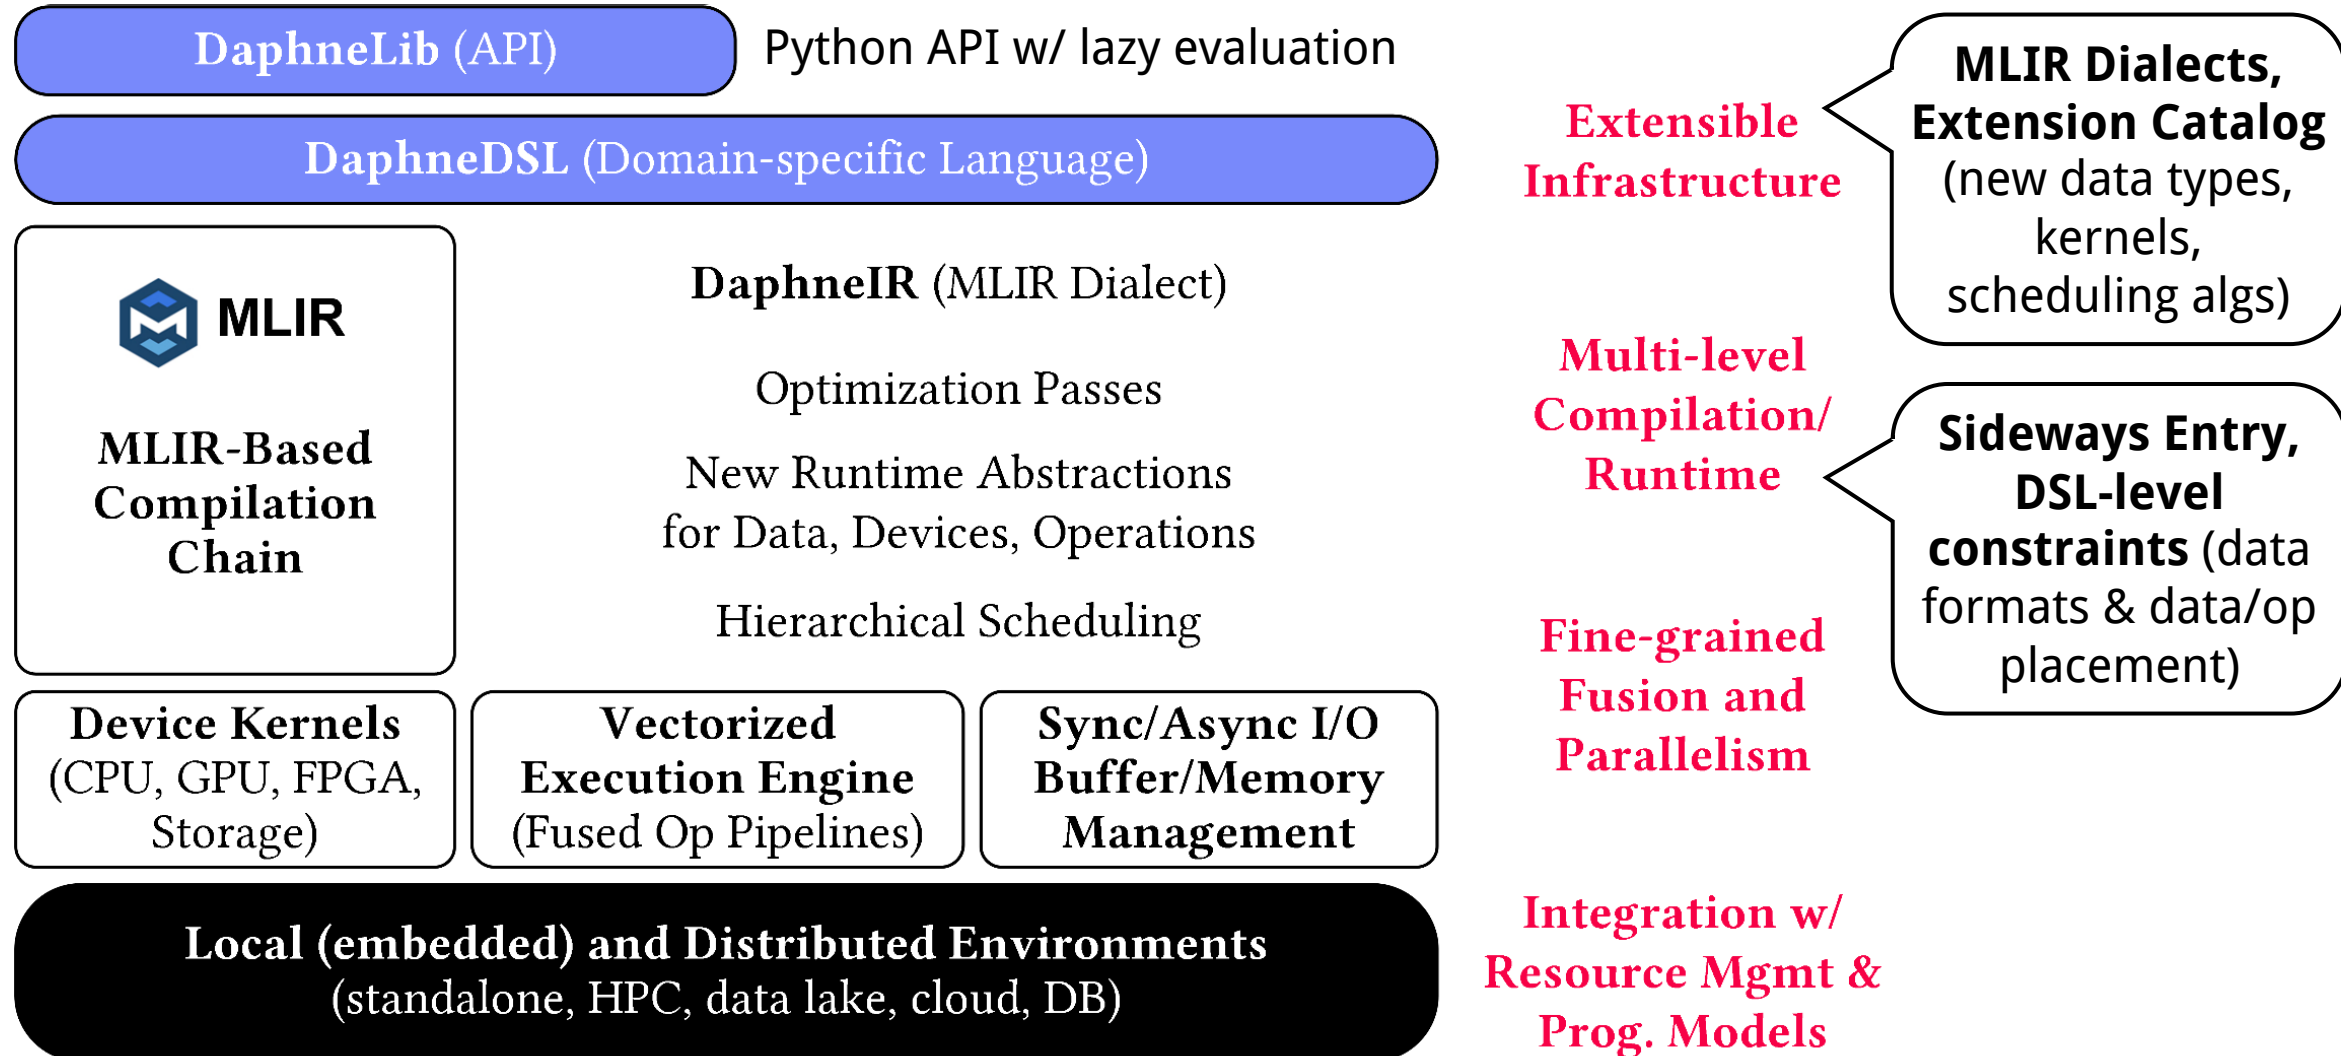 DaphneLib (API)
Python API w/ lazy evaluation
DaphneDSL (Domain-specific Language)
MLIR
MLIR-Based
Compilation
Chain
DaphneIR (MLIR Dialect)
Optimization Passes
New Runtime Abstractions
for Data, Devices, Operations
Hierarchical Scheduling
Device Kernels
(CPU, GPU, FPGA,
Storage)
Vectorized
Execution Engine
(Fused Op Pipelines)
Sync/Async I/O
Buffer/Memory
Management
Local (embedded) and Distributed Environments
(standalone, HPC, data lake, cloud, DB)
Extensible
Infrastructure
Multi-level
Compilation/
Runtime
Fine-grained
Fusion and
Parallelism
Integration w/
Resource Mgmt &
Prog. Models
MLIR Dialects,
Extension Catalog
(new data types,
kernels,
scheduling algs)
Sideways Entry,
DSL-level
constraints (data
formats & data/op
placement)